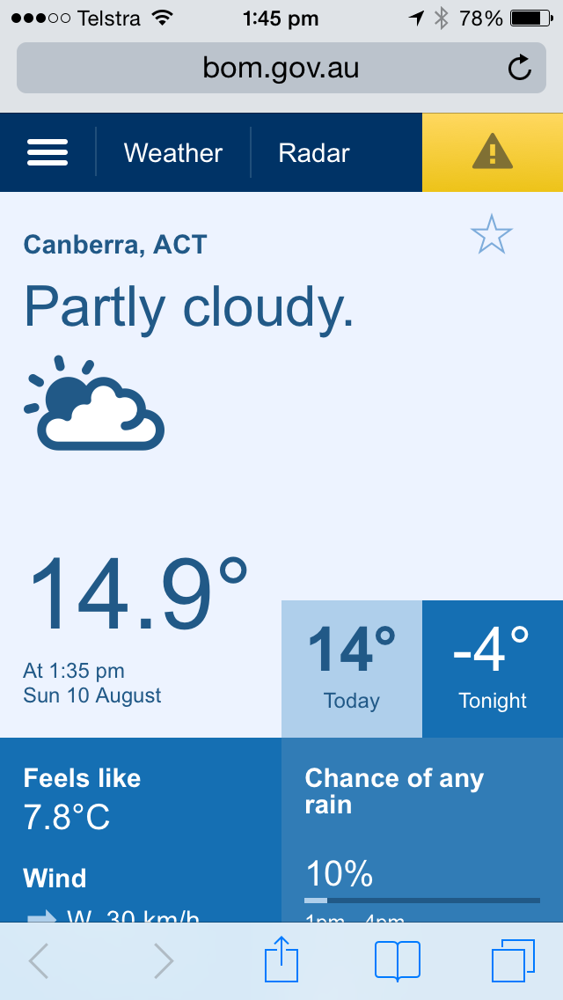 Telstra 1:45 pm 78%
bom.gov.au
Weather Radar
Canberra, ACT
Partly cloudy.
14.9°
At 1:35 pm
Sun 10 August
14°
Today
-4°
Tonight
Feels like
7.8°C
Wind
W 30 km/h
Chance of any
rain
10%
1pm - 4pm